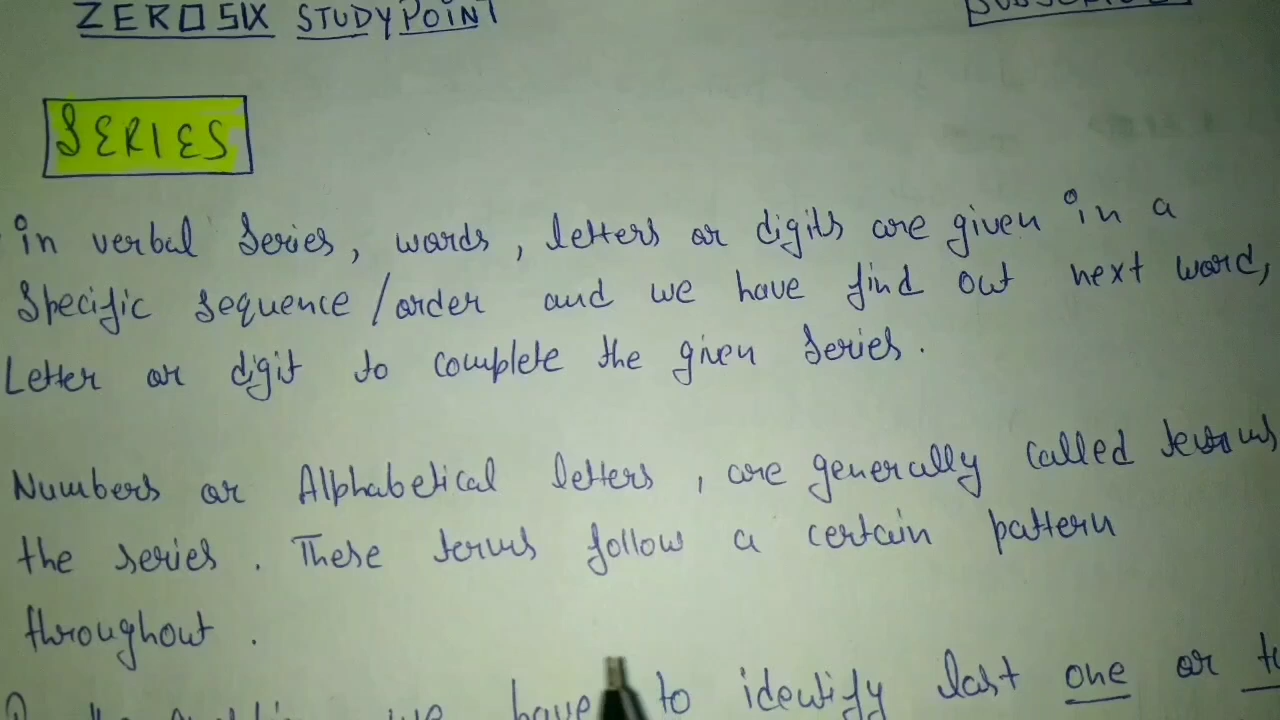 ZERO SIX STUDY POINT
SERIES
in verbal series, words, letters or digits are given in a
specific sequence/order and we have find out next word,
Letter or digit to complete the given series.
Numbers or Alphabetical letters, are generally called terms
the series. These terms follow a certain pattern
throughout.
we have to identify last one or